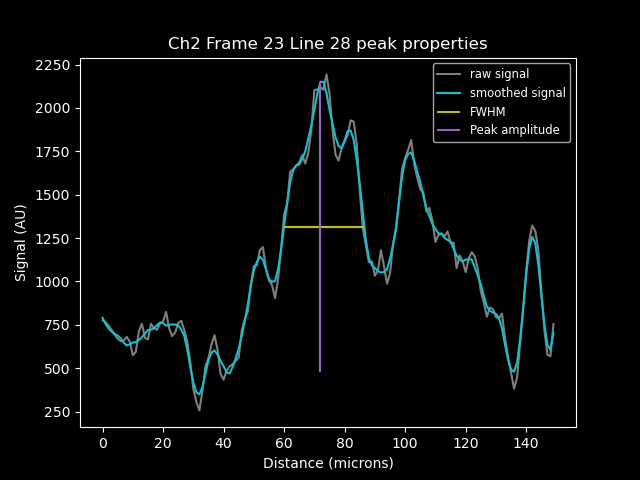 Ch2 Frame 23 Line 28 peak properties
raw signal
smoothed signal
FWHM
Peak amplitude
Signal (AU)
2250
2000
1750
1500
1250
1000
750
500
250
0 20 40 60 80 100 120 140
Distance (microns)